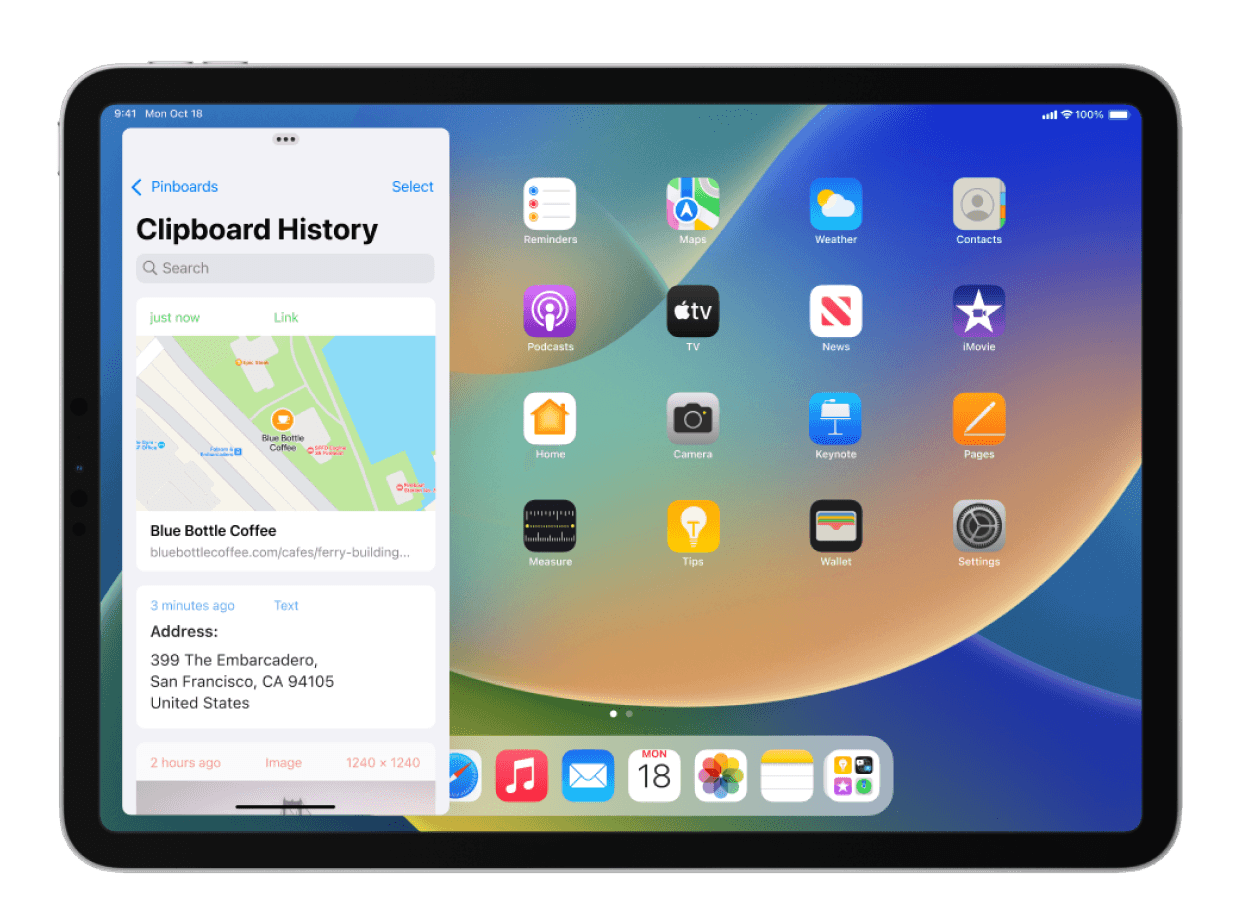 9:41 Mon Oct 18
100%
Pinboards
Select
Clipboard History
Search
just now
Link
Blue Bottle
Coffee
Blue Bottle Coffee
bluebottlecoffee.com/cafes/ferry-building...
3 minutes ago
Text
Address:
399 The Embarcadero,
San Francisco, CA 94105
United States
2 hours ago
Image
1240 × 1240
Reminders
Maps
Weather
Contacts
Podcasts
tv
TV
News
iMovie
Home
Camera
Keynote
Pages
Measure
Tips
Wallet
Settings
MON
18